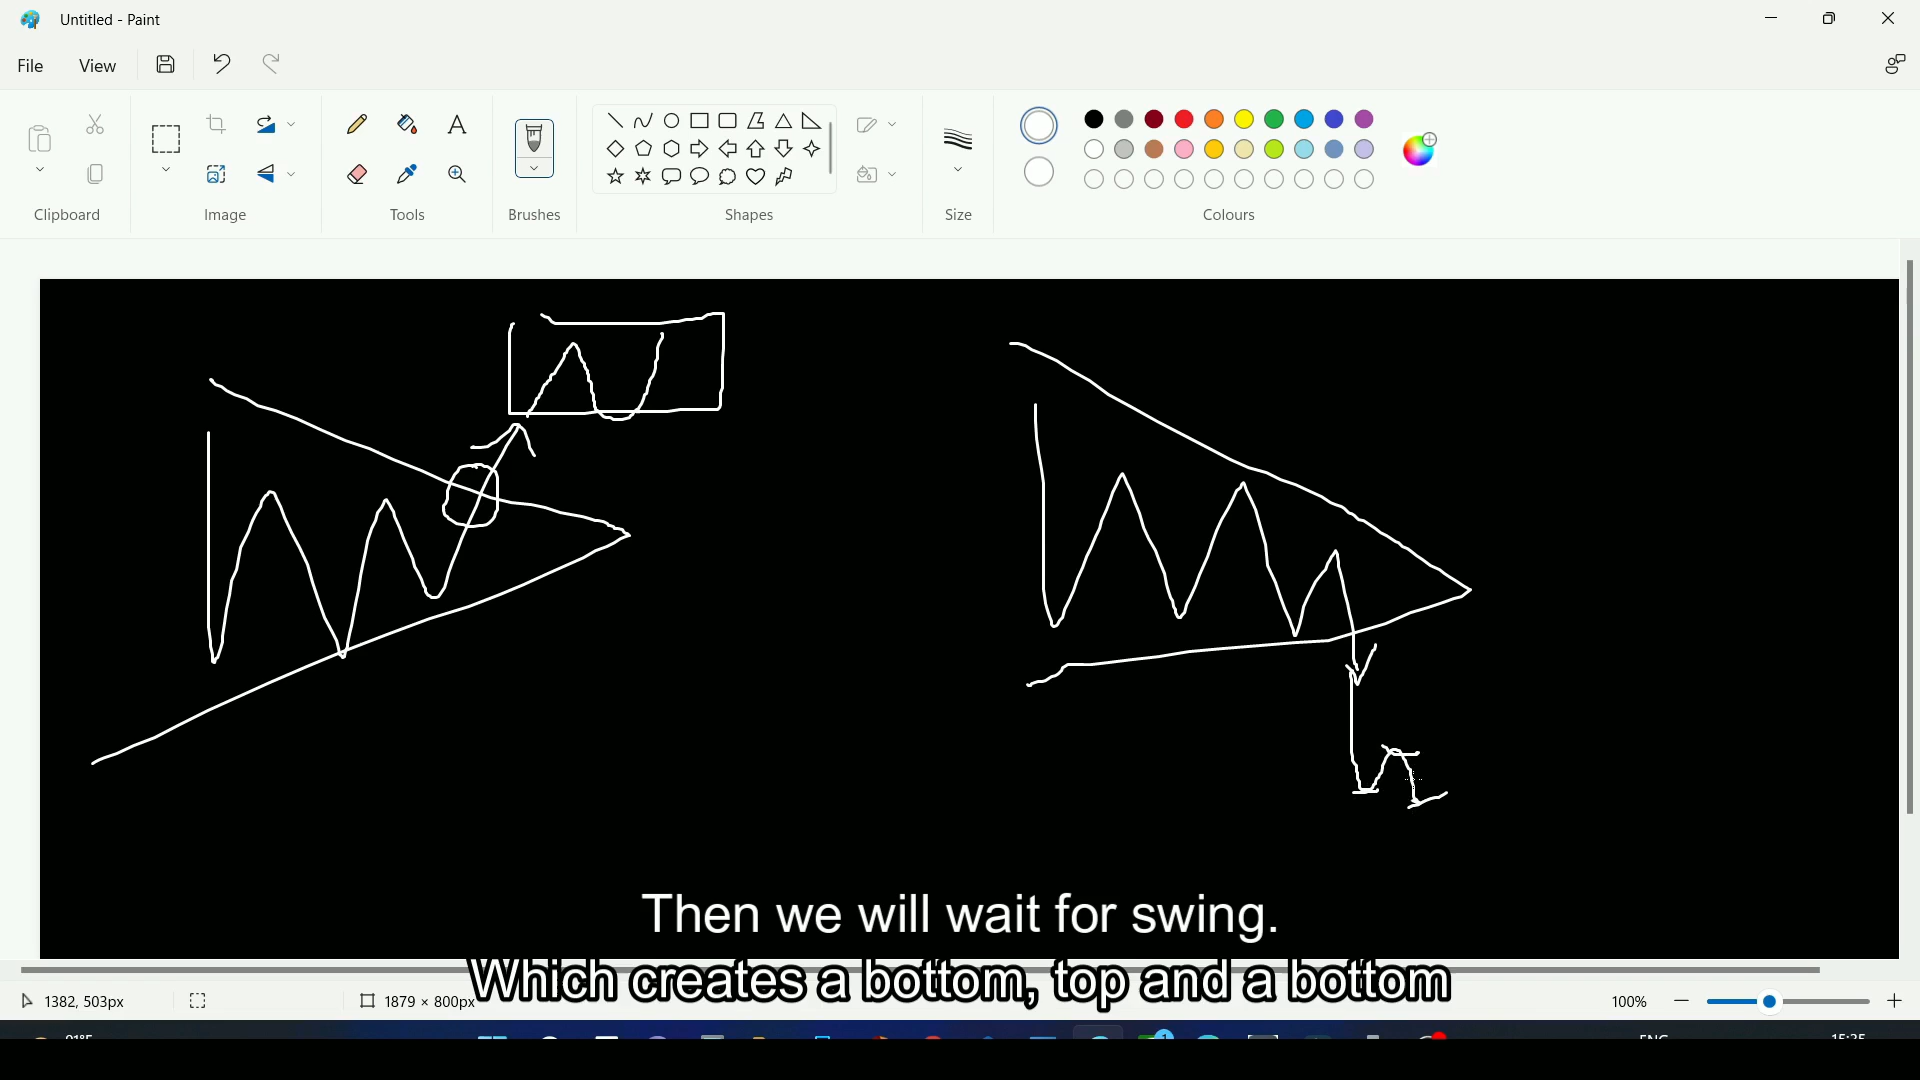 Untitled - Paint
File
View
Clipboard
Image
Tools
Brushes
Shapes
Size
Colours
Then we will wait for swing.
Which creates a bottom, top and a bottom
1382, 503px
1879 × 800px
100%